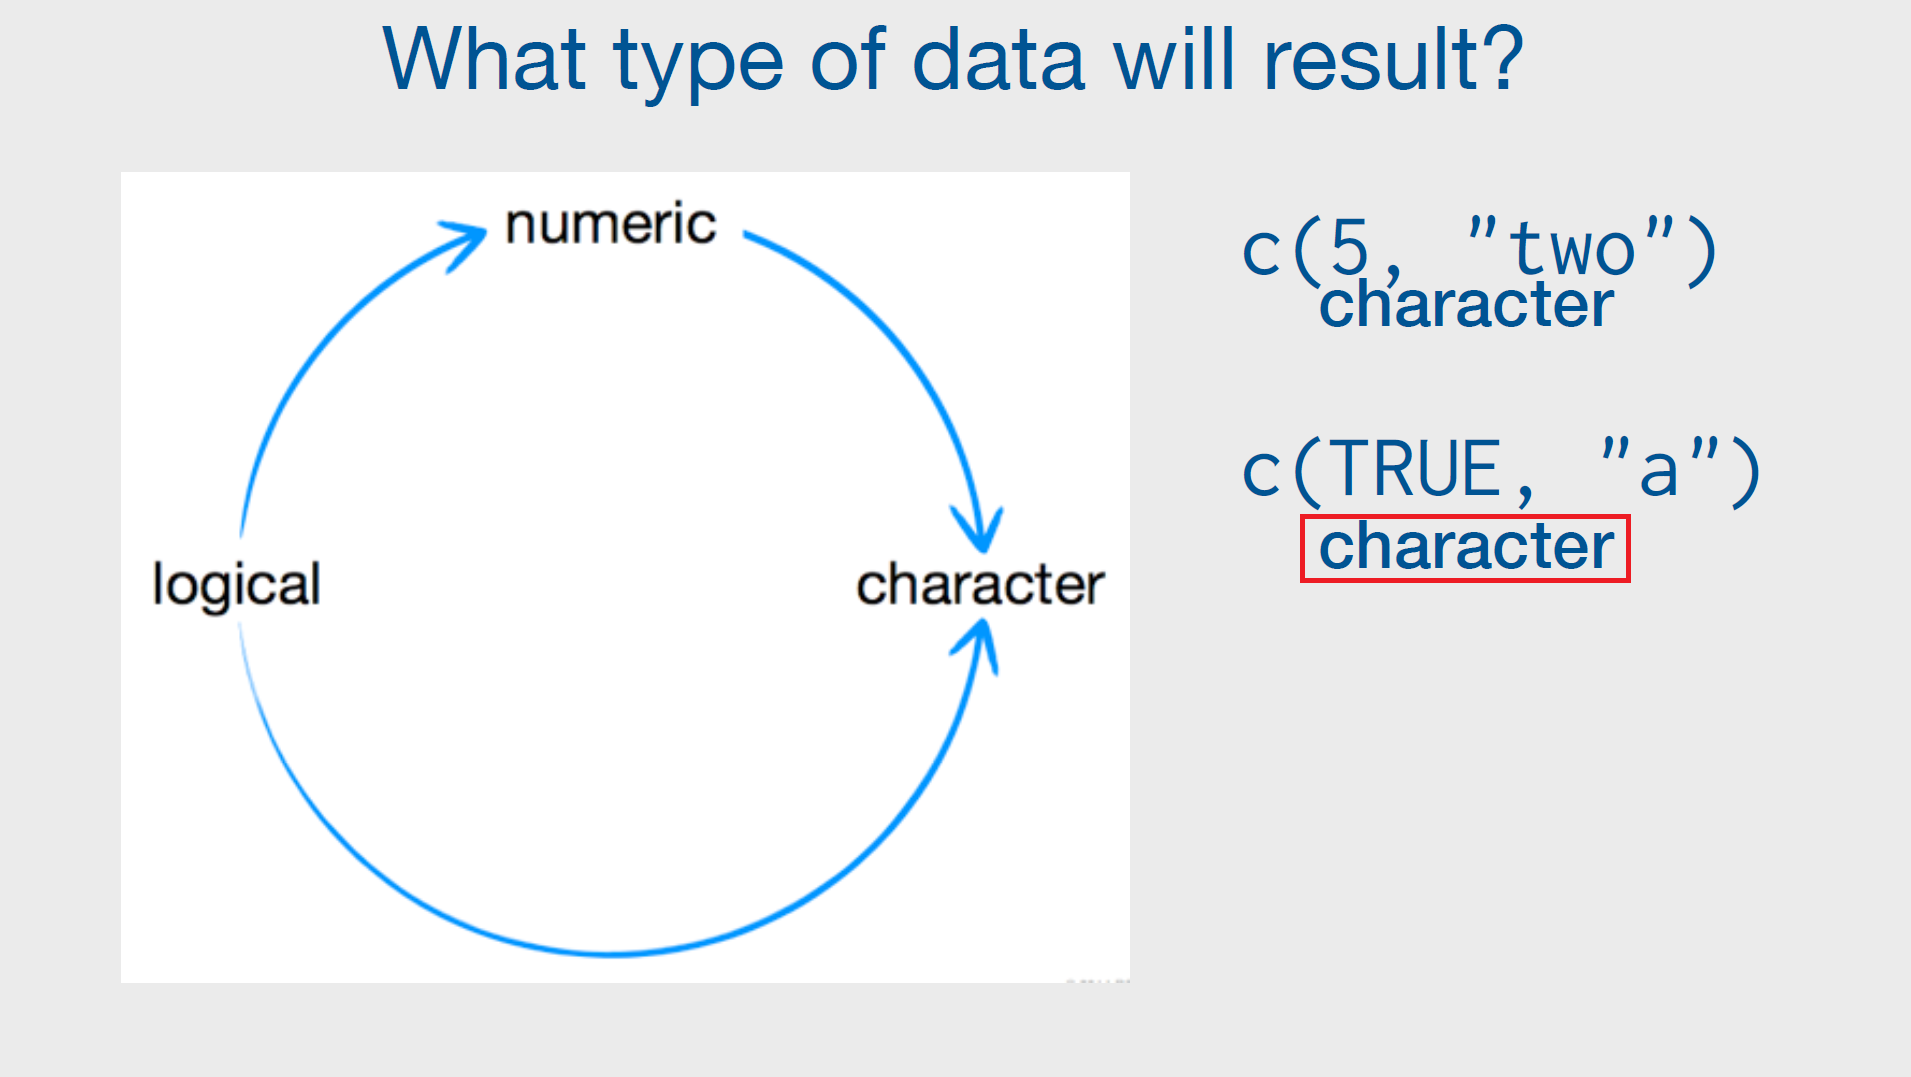 What type of data will result?
numeric
logical
character
c(5, "two")
character
c(TRUE, "a")
character